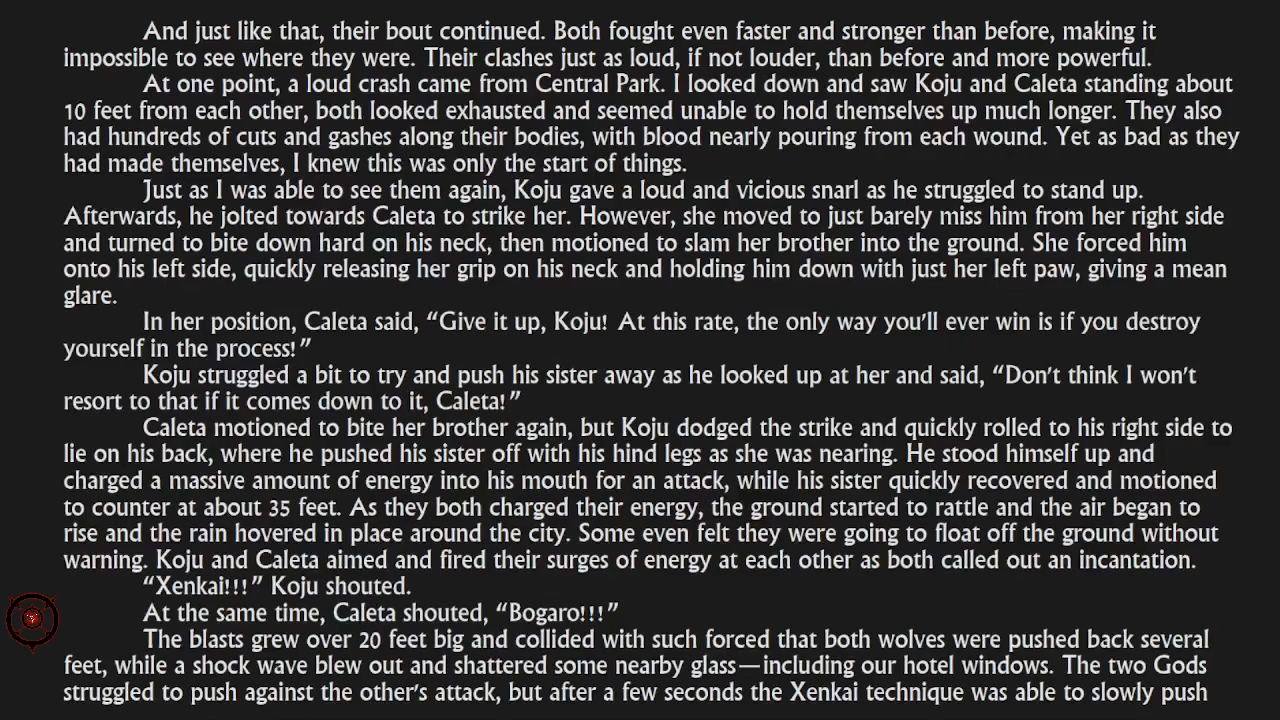 And just like that, their bout continued. Both fought even faster and stronger than before, making it
impossible to see where they were. Their clashes just as loud, if not louder, than before and more powerful.
At one point, a loud crash came from Central Park. I looked down and saw Koju and Caleta standing about
10 feet from each other, both looked exhausted and seemed unable to hold themselves up much longer. They also
had hundreds of cuts and gashes along their bodies, with blood nearly pouring from each wound. Yet as bad as they
had made themselves, I knew this was only the start of things.
Just as I was able to see them again, Koju gave a loud and vicious snarl as he struggled to stand up.
Afterwards, he jolted towards Caleta to strike her. However, she moved to just barely miss him from her right side
and turned to bite down hard on his neck, then motioned to slam her brother into the ground. She forced him
onto his left side, quickly releasing her grip on his neck and holding him down with just her left paw, giving a mean
glare.
In her position, Caleta said, “Give it up, Koju! At this rate, the only way you'll ever win is if you destroy
yourself in the process!”
Koju struggled a bit to try and push his sister away as he looked up at her and said, “Don't think I won't
resort to that if it comes down to it, Caleta!”
Caleta motioned to bite her brother again, but Koju dodged the strike and quickly rolled to his right side to
lie on his back, where he pushed his sister off with his hind legs as she was nearing. He stood himself up and
charged a massive amount of energy into his mouth for an attack, while his sister quickly recovered and motioned
to counter at about 35 feet. As they both charged their energy, the ground started to rattle and the air began to
rise and the rain hovered in place around the city. Some even felt they were going to float off the ground without
warning. Koju and Caleta aimed and fired their surges of energy at each other as both called out an incantation.
“Xenkai!!!” Koju shouted.
At the same time, Caleta shouted, “Bogaro!!!”
The blasts grew over 20 feet big and collided with such forced that both wolves were pushed back several
feet, while a shock wave blew out and shattered some nearby glass—including our hotel windows. The two Gods
struggled to push against the other's attack, but after a few seconds the Xenkai technique was able to slowly push